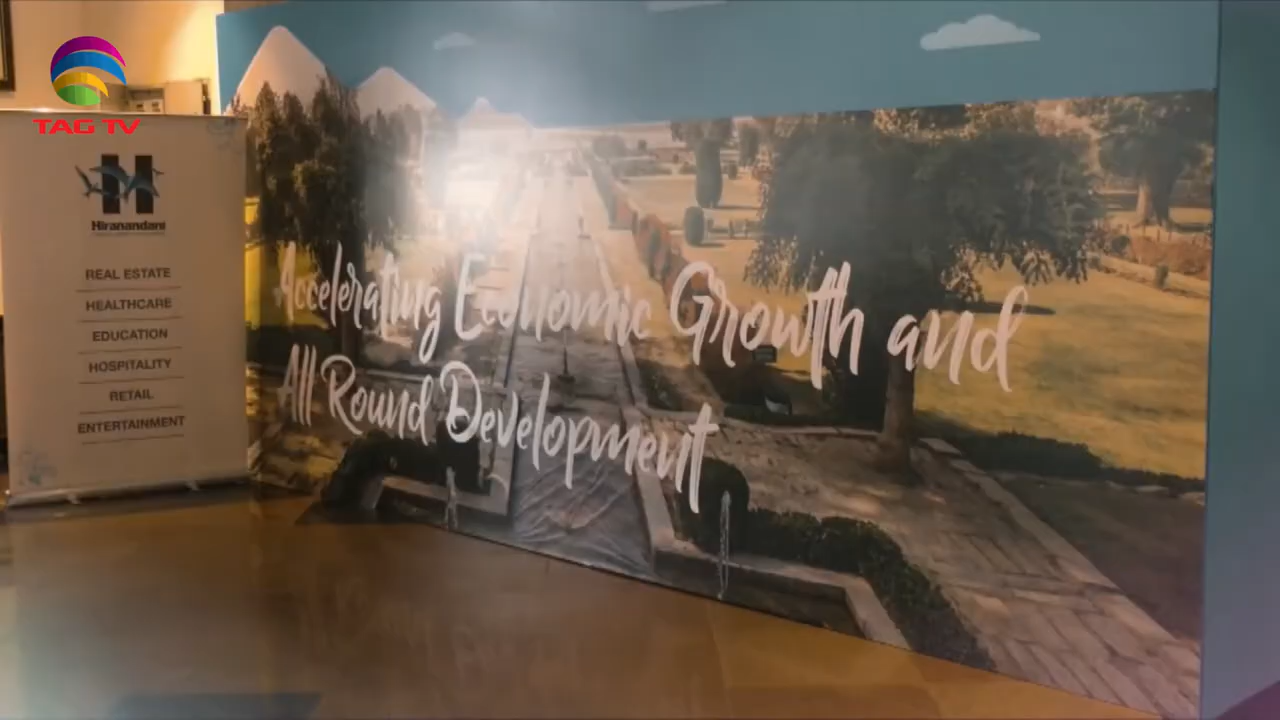 TAG TV
H
Hiranandani
REAL ESTATE
HEALTHCARE
EDUCATION
HOSPITALITY
RETAIL
ENTERTAINMENT
Accelerating Economic Growth and
All Round Development